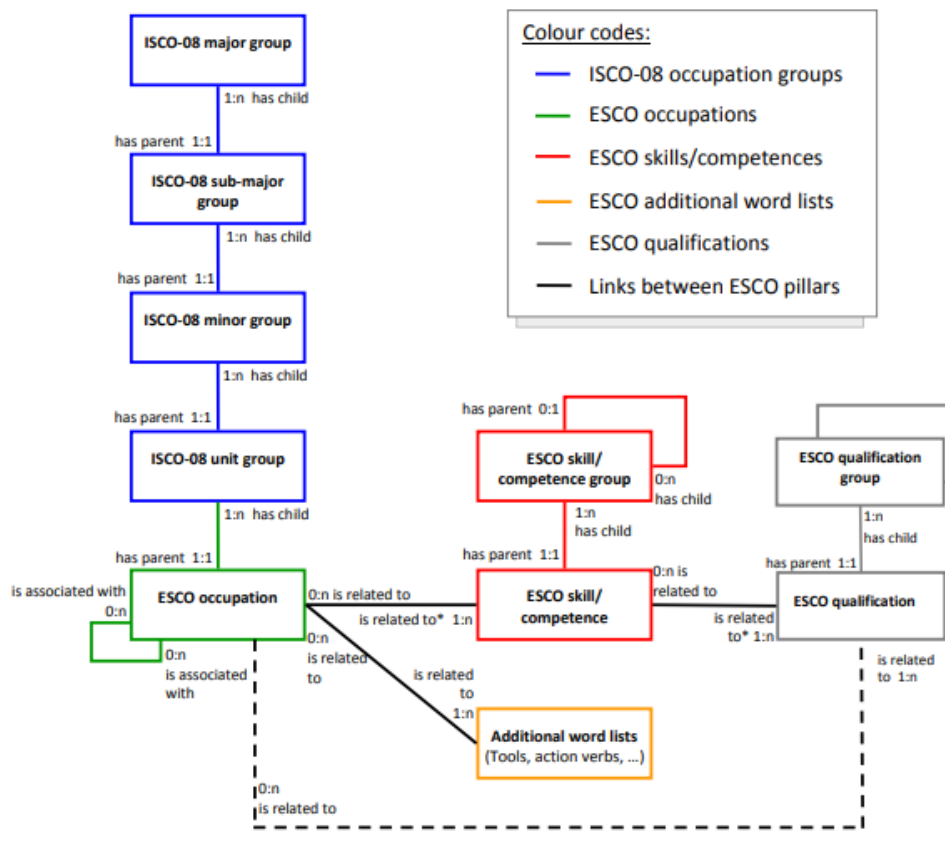 ISCO-08 major group
1:n has child
has parent 1:1
ISCO-08 sub-major
group
1:n has child
has parent 1:1
ISCO-08 minor group
1:n has child
has parent 1:1
ISCO-08 unit group
1:n has child
has parent 1:1
is associated with
0:n
ESCO occupation
0:n
is associated
with
0:n is related to
is related to* 1:n
0:n
is related
to
is related
to
1:n
0:n
is related to
Colour codes:
ISCO-08 occupation groups
ESCO occupations
ESCO skills/competences
ESCO additional word lists
ESCO qualifications
Links between ESCO pillars
has parent 0:1
ESCO skill/
competence group
0:n
has child
1:n
has child
has parent 1:1
ESCO skill/
competence
0:n is
related to
is related
to* 1:n
Additional word lists
(Tools, action verbs, ...)
ESCO qualification
group
1:n
has child
has parent 1:1
ESCO qualification
is related
to 1:n